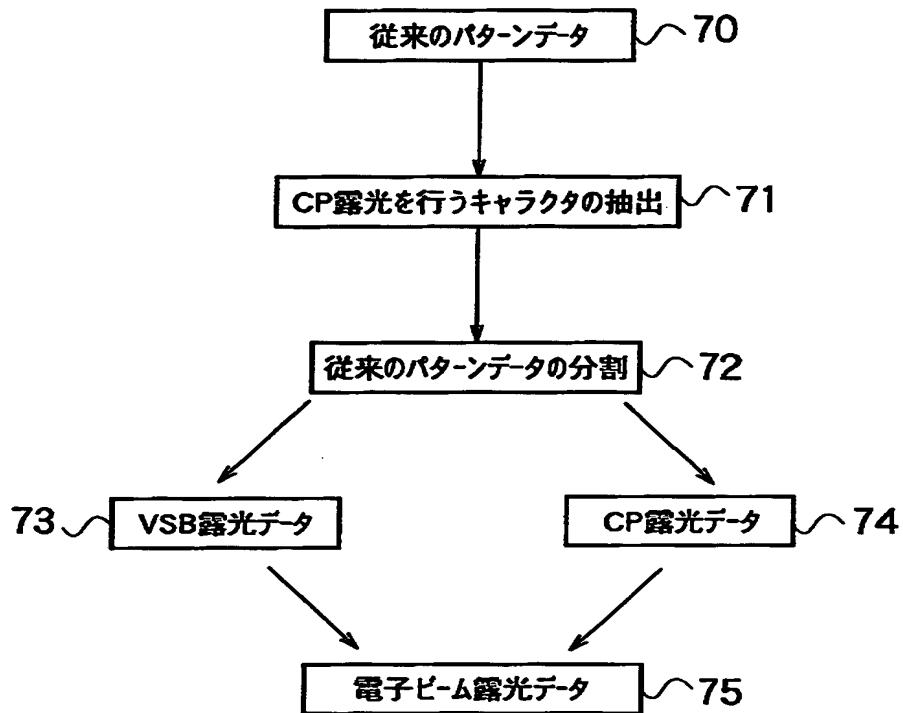 従来のパターンデータ 70
CP露光を行うキャラクタの抽出 71
従来のパターンデータの分割 72
73 VSB露光データ
CP露光データ 74
電子ビーム露光データ 75